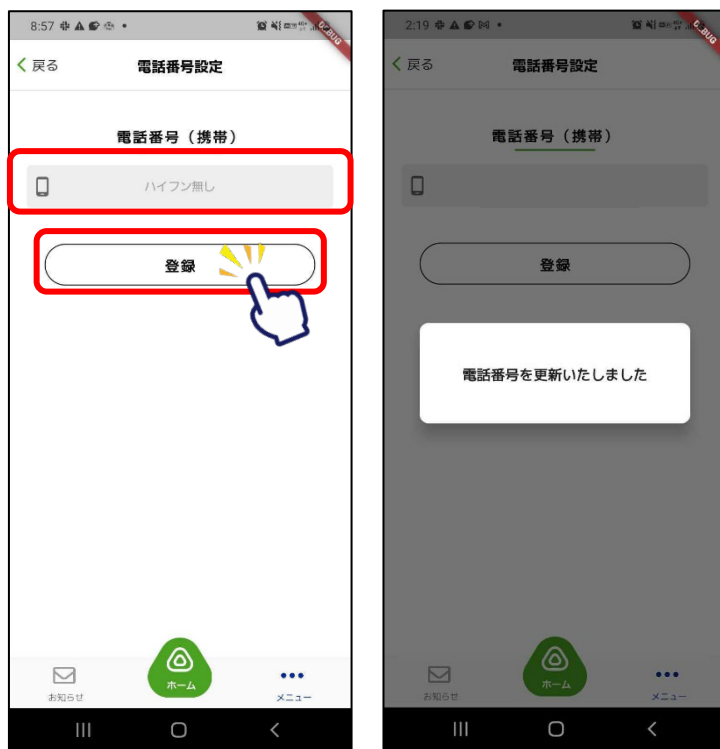 8:57
戻る
電話番号設定
電話番号（携帯）
ハイフン無し
登録
お知らせ
ホーム
メニュー
2:19
戻る
電話番号設定
電話番号（携帯）
登録
電話番号を更新いたしました
お知らせ
ホーム
メニュー